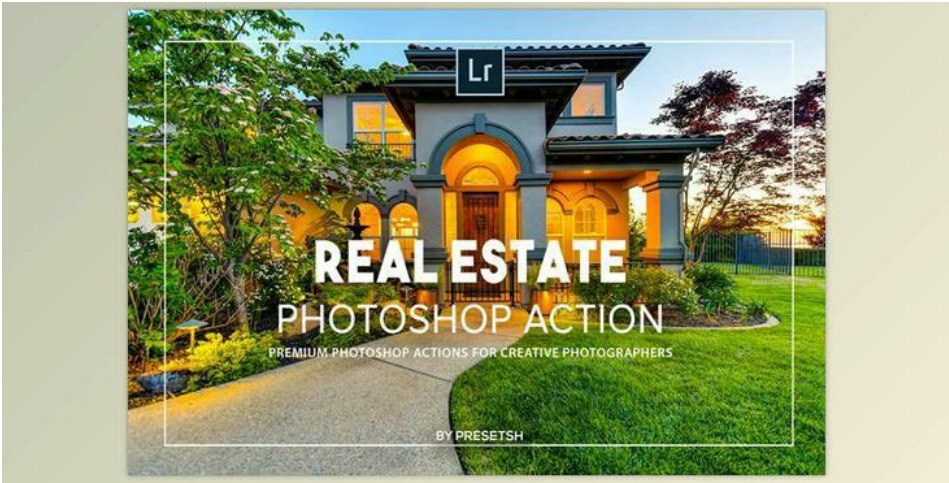 Lr
REAL ESTATE
PHOTOSHOP ACTION
PREMIUM PHOTOSHOP ACTIONS FOR CREATIVE PHOTOGRAPHERS
BY PRESETSH